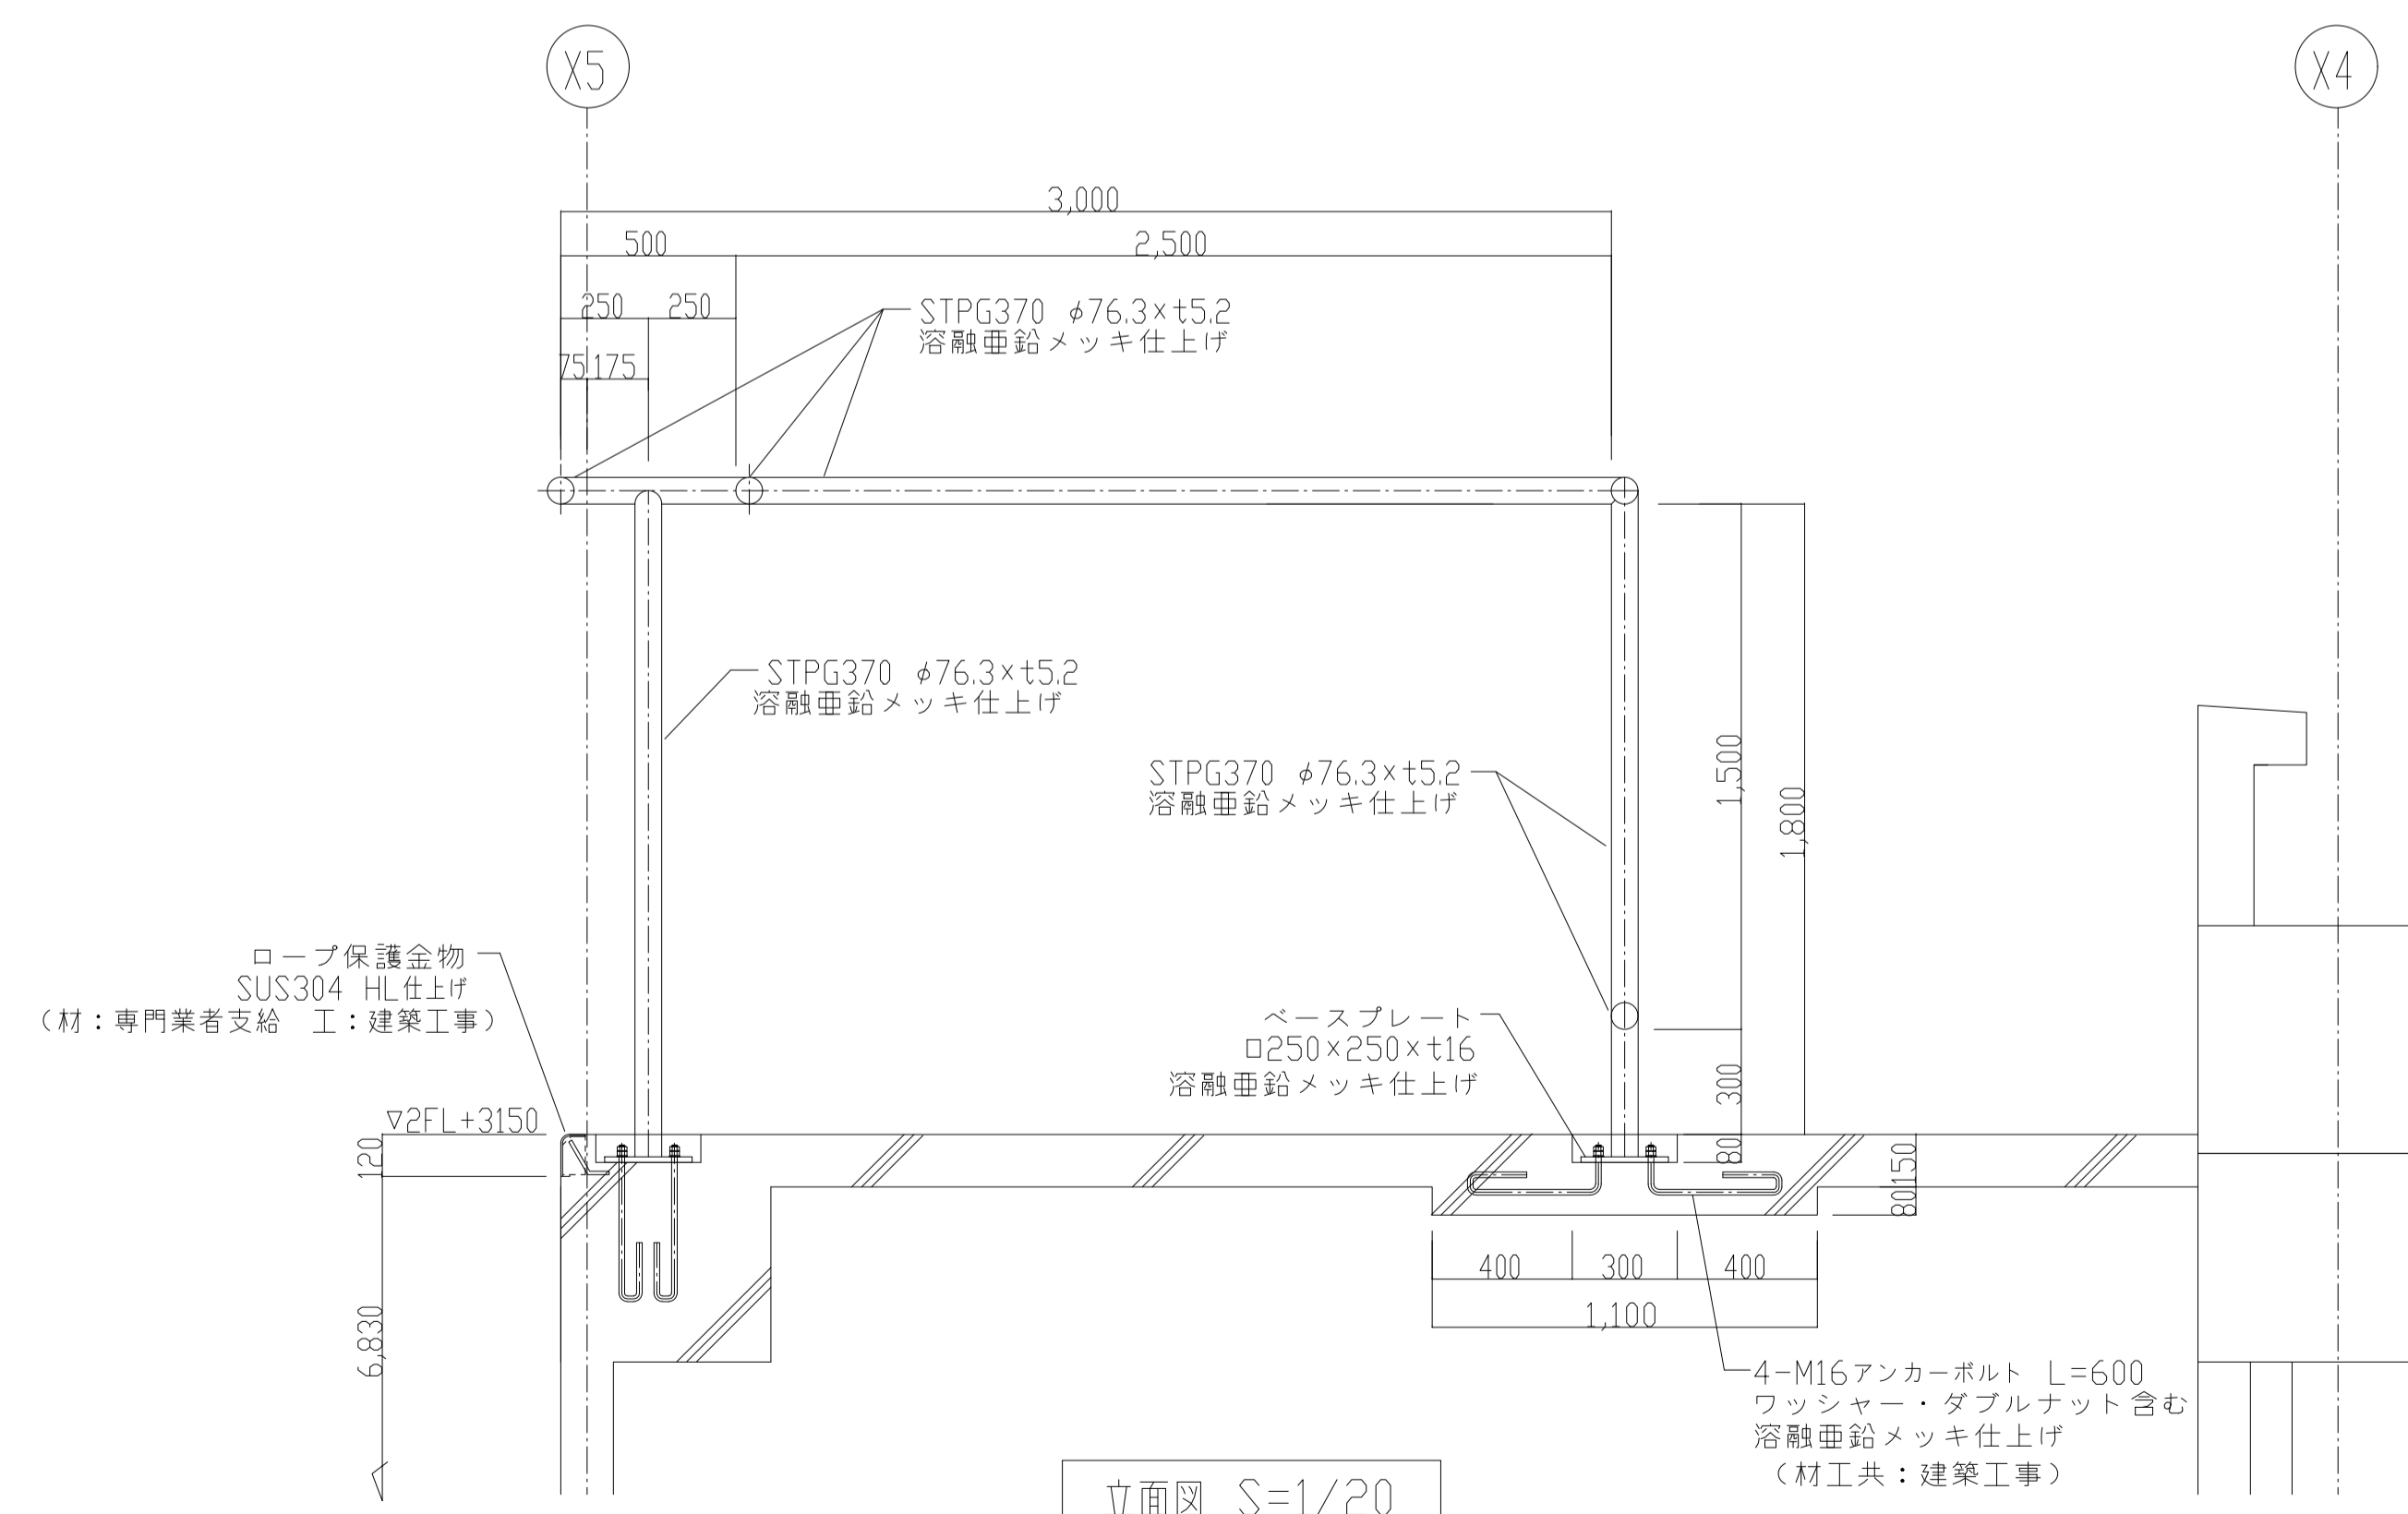 X5
X4
3,000
500
2,500
250
250
75
175
STPG370 φ76.3×t5.2
溶融亜鉛メッキ仕上げ
STPG370 φ76.3×t5.2
溶融亜鉛メッキ仕上げ
STPG370 φ76.3×t5.2
溶融亜鉛メッキ仕上げ
1,500
1,800
ロープ保護金物
SUS304 HL仕上げ
(材:専門業者支給 工:建築工事)
ベースプレート
□250×250×t16
溶融亜鉛メッキ仕上げ
300
▽2FL+3150
120
80
150
80
400
300
400
1,100
6,830
4-M16アンカーボルト L=600
ワッシャー・ダブルナット含む
溶融亜鉛メッキ仕上げ
(材工共:建築工事)
立面図 S=1/20